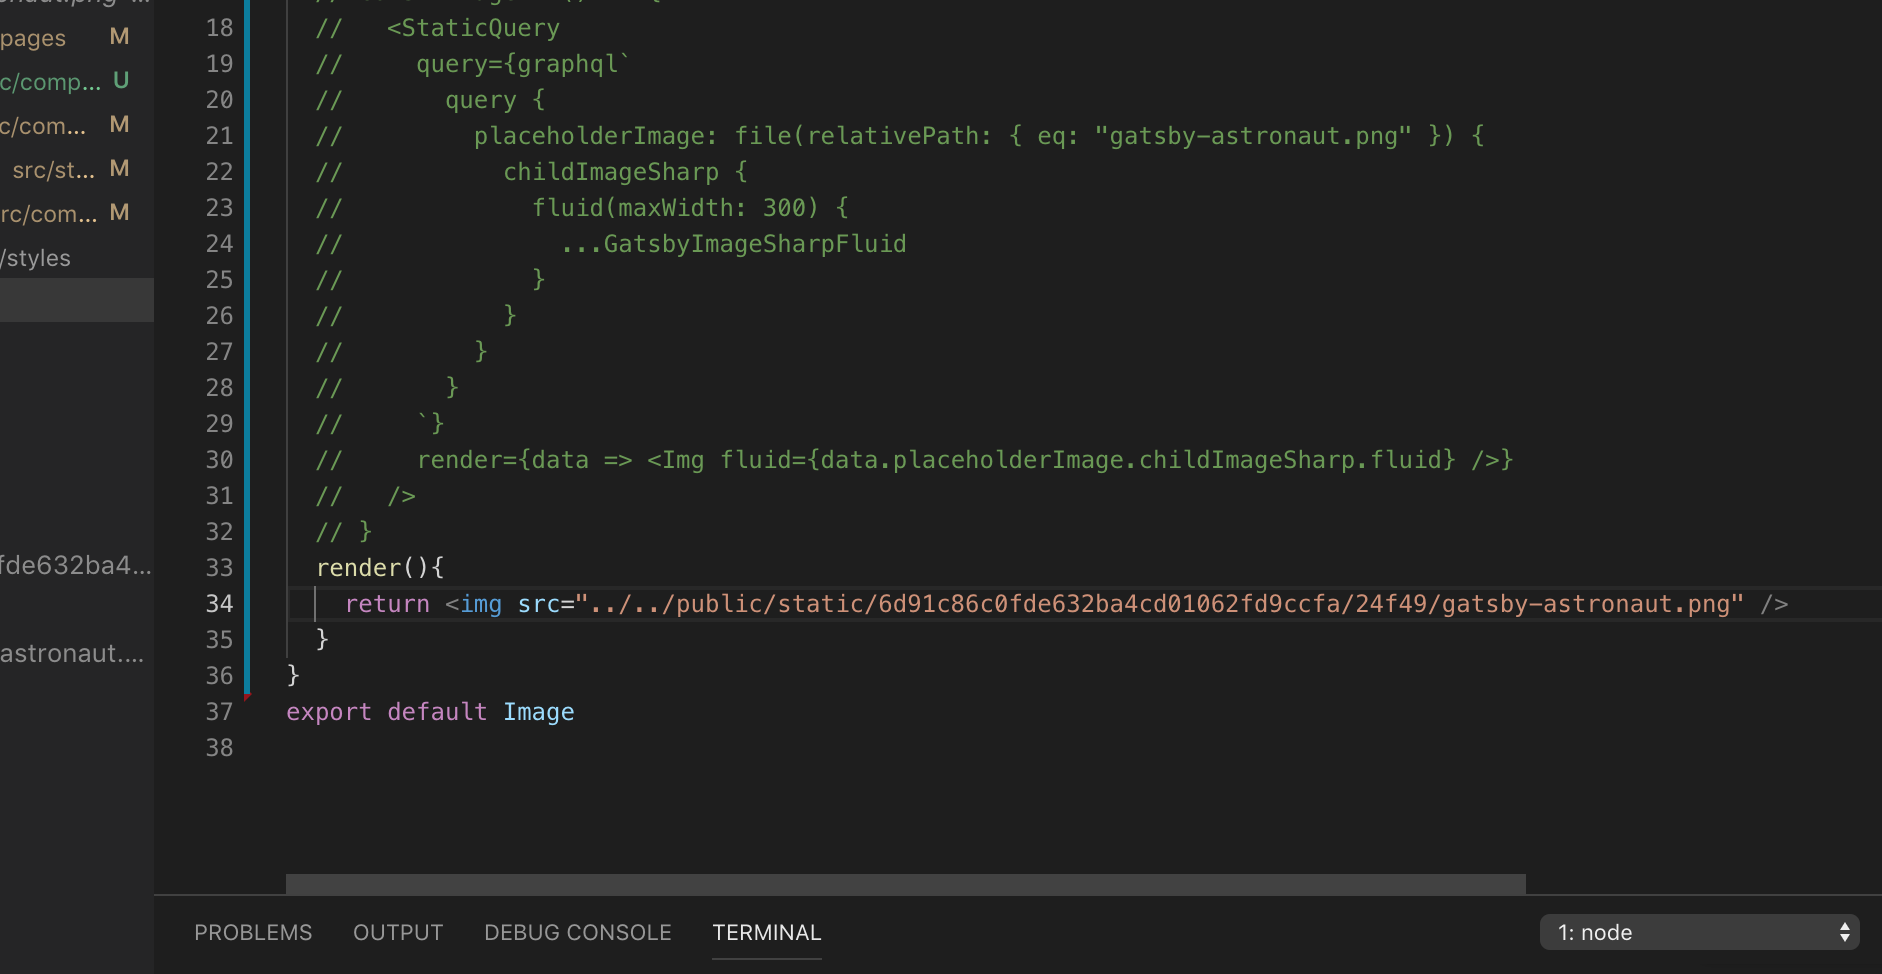 pages M
c/comp... U
c/com... M
src/st... M
rc/com... M
/styles
fde632ba4...
astronaut....
18 //   <StaticQuery
19 //     query={graphql`
20 //       query {
21 //         placeholderImage: file(relativePath: { eq: "gatsby-astronaut.png" }) {
22 //           childImageSharp {
23 //             fluid(maxWidth: 300) {
24 //               ...GatsbyImageSharpFluid
25 //             }
26 //           }
27 //         }
28 //       }
29 //     `}
30 //     render={data => <Img fluid={data.placeholderImage.childImageSharp.fluid} />}
31 //   />
32 // }
33 render(){
34   return <img src="../../public/static/6d91c86c0fde632ba4cd01062fd9ccfa/24f49/gatsby-astronaut.png" />
35 }
36 }
37 export default Image
38
PROBLEMS OUTPUT DEBUG CONSOLE TERMINAL 1: node